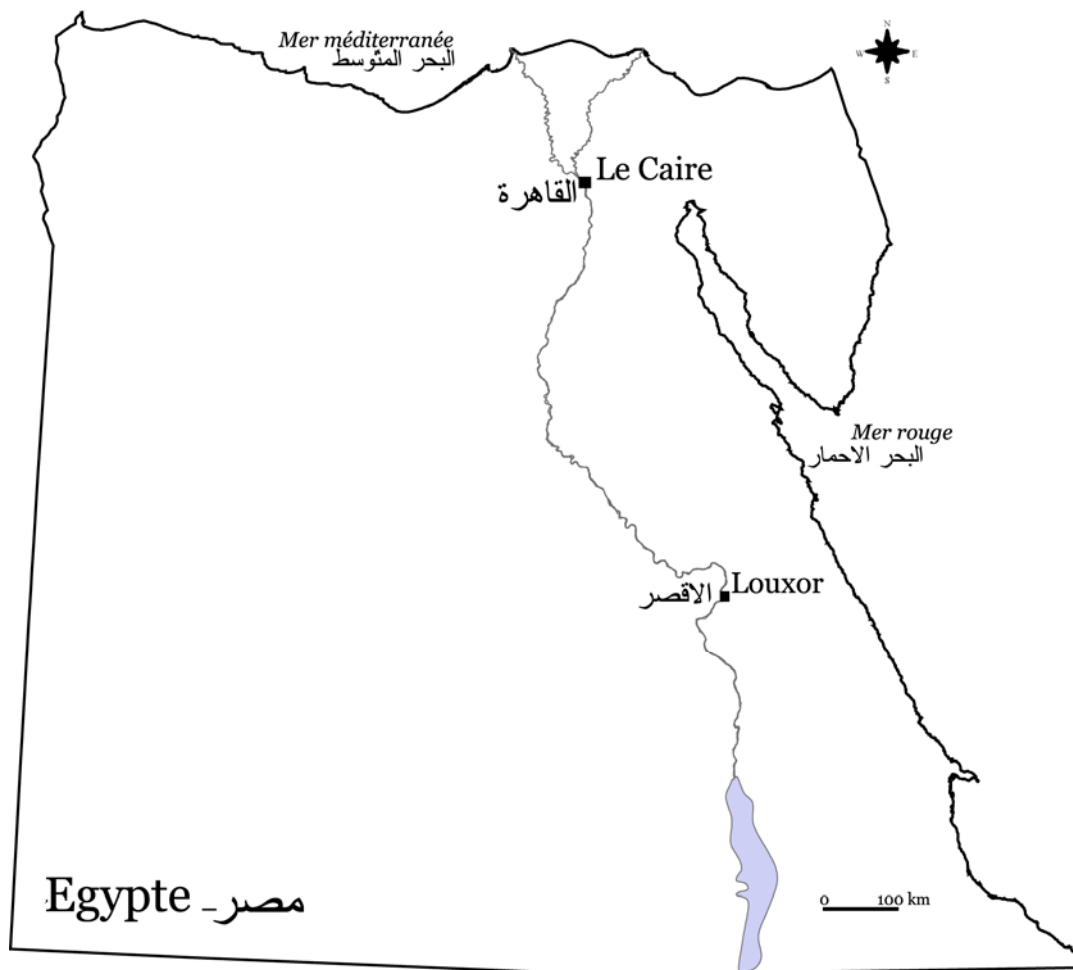 Mer méditerranée
البحر المتوسط
N
W E
S
Le Caire
القاهرة
Mer rouge
البحر الاحمار
Louxor
الاقصر
Egypte _ مصر
0 100 km